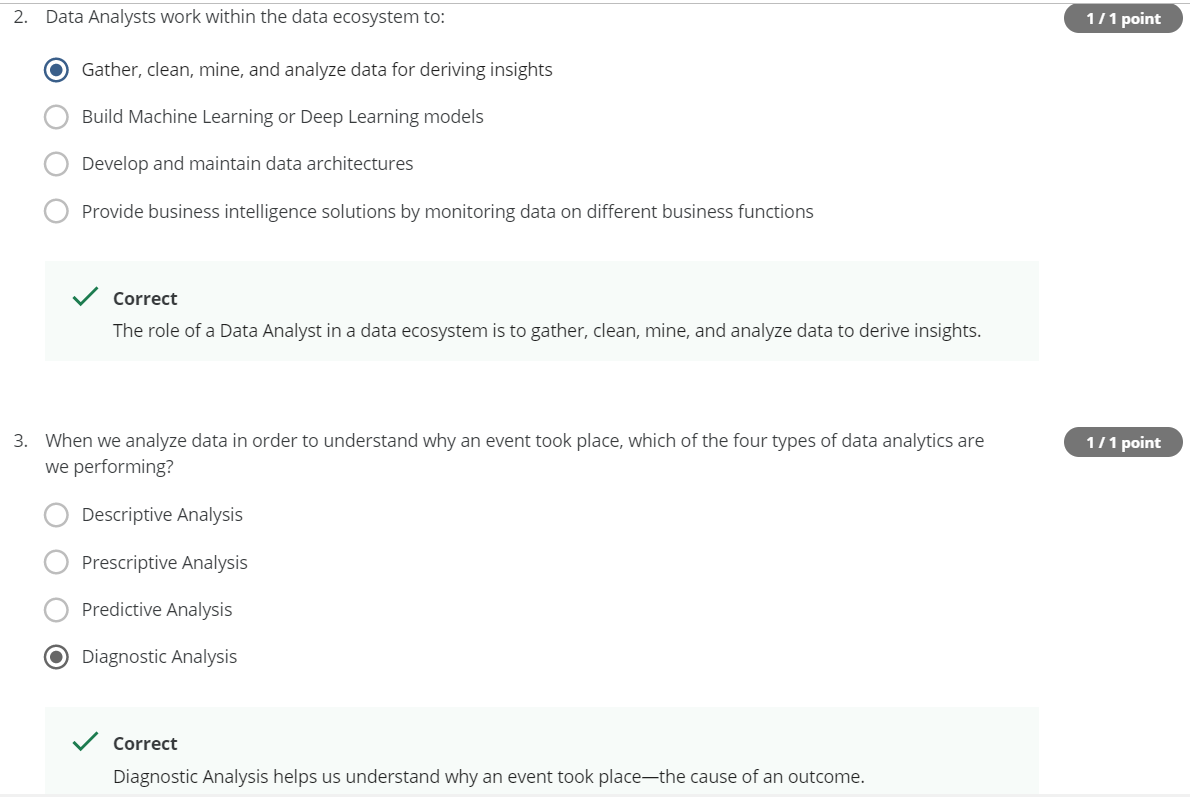 2. Data Analysts work within the data ecosystem to:
1 / 1 point
Gather, clean, mine, and analyze data for deriving insights
Build Machine Learning or Deep Learning models
Develop and maintain data architectures
Provide business intelligence solutions by monitoring data on different business functions
Correct
The role of a Data Analyst in a data ecosystem is to gather, clean, mine, and analyze data to derive insights.
3. When we analyze data in order to understand why an event took place, which of the four types of data analytics are
we performing?
1 / 1 point
Descriptive Analysis
Prescriptive Analysis
Predictive Analysis
Diagnostic Analysis
Correct
Diagnostic Analysis helps us understand why an event took place—the cause of an outcome.